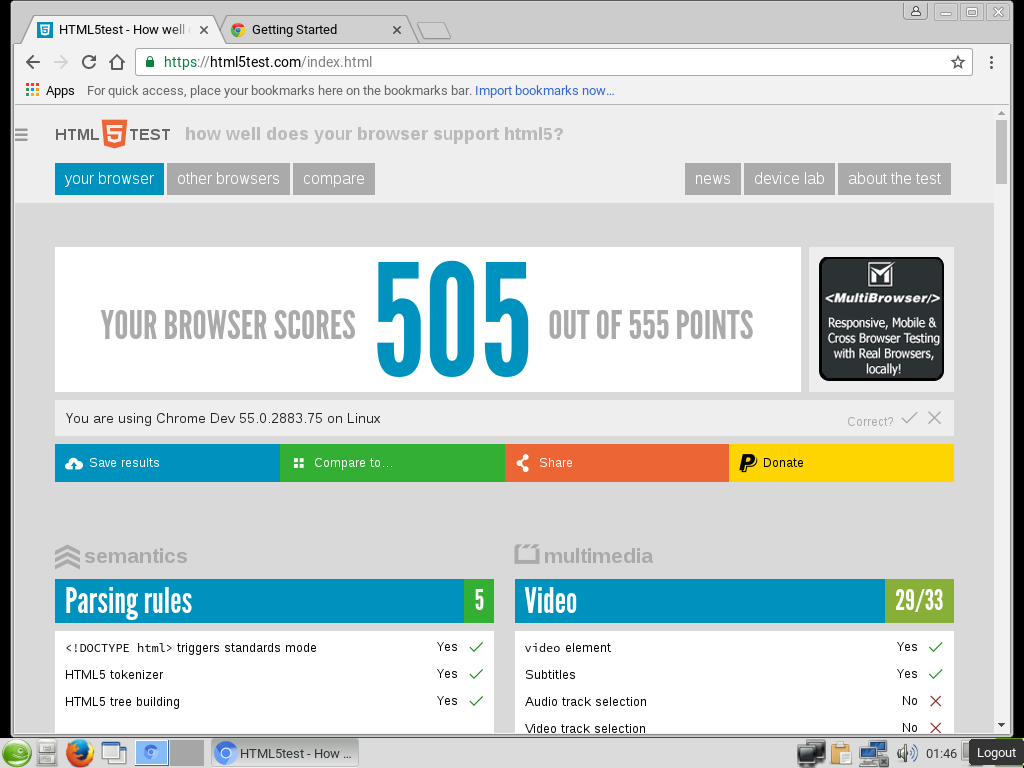 HTML5test - How well
Getting Started
https://html5test.com/index.html
Apps For quick access, place your bookmarks here on the bookmarks bar. Import bookmarks now...
HTML5TEST how well does your browser support html5?
your browser other browsers compare news device lab about the test
YOUR BROWSER SCORES 505 OUT OF 555 POINTS
<MultiBrowser/>
Responsive, Mobile &
Cross Browser Testing
with Real Browsers,
locally!
You are using Chrome Dev 55.0.2883.75 on Linux Correct?
Save results Compare to... Share Donate
semantics
Parsing rules 5
<!DOCTYPE html> triggers standards mode Yes
HTML5 tokenizer Yes
HTML5 tree building Yes
multimedia
Video 29/33
video element Yes
Subtitles Yes
Audio track selection No
Video track selection No
HTML5test - How ...
01:46
Logout